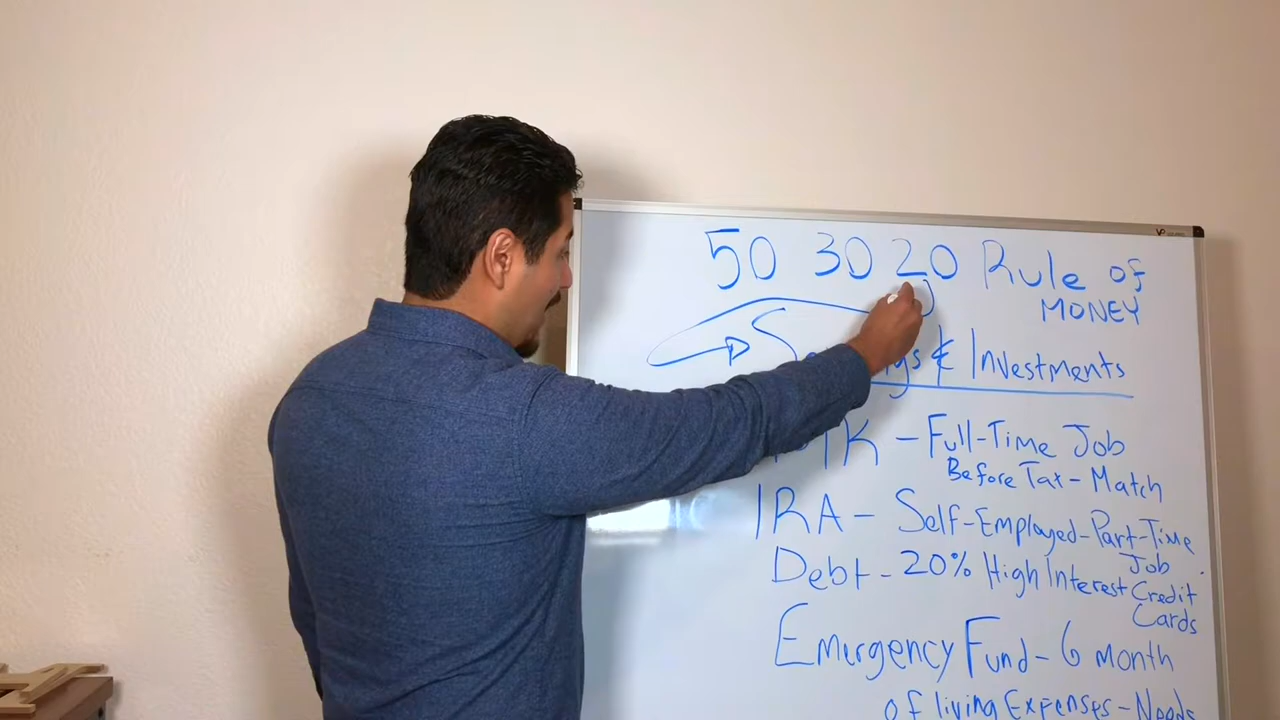 50 30 20 Rule of
MONEY
& Investments
- Full-Time Job
Before Tax - Match
IRA - Self-Employed-Part-Time
Job
Debt - 20% High Interest Credit
Cards
Emergency Fund - 6 month
of living Expenses - Needs